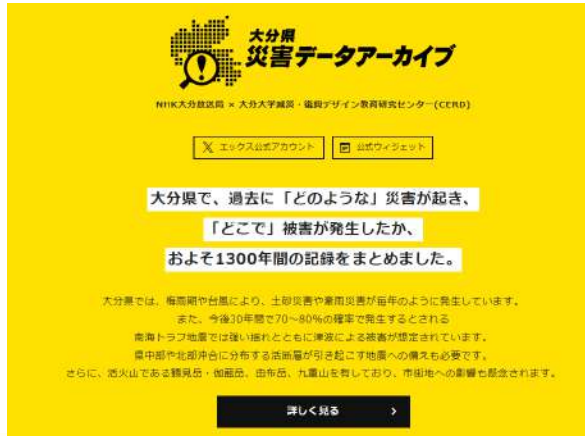 大分県
災害データアーカイブ
NHK大分放送局 × 大分大学減災・復興デザイン教育研究センター(CERD)
エックス公式アカウント 公式ウィジェット
大分県で、過去に「どのような」災害が起き、
「どこで」被害が発生したか、
およそ1300年間の記録をまとめました。
大分県では、梅雨期や台風により、土砂災害や豪雨災害が毎年のように発生しています。
また、今後30年間で70〜80%の確率で発生するとされる
南海トラフ地震では強い揺れとともに津波による被害が想定されています。
県中部や北部沖合に分布する活断層が引き起こす地震への備えも必要です。
さらに、活火山である鶴見岳・伽藍岳、由布岳、九重山を有しており、市街地への影響も懸念されます。
詳しく見る